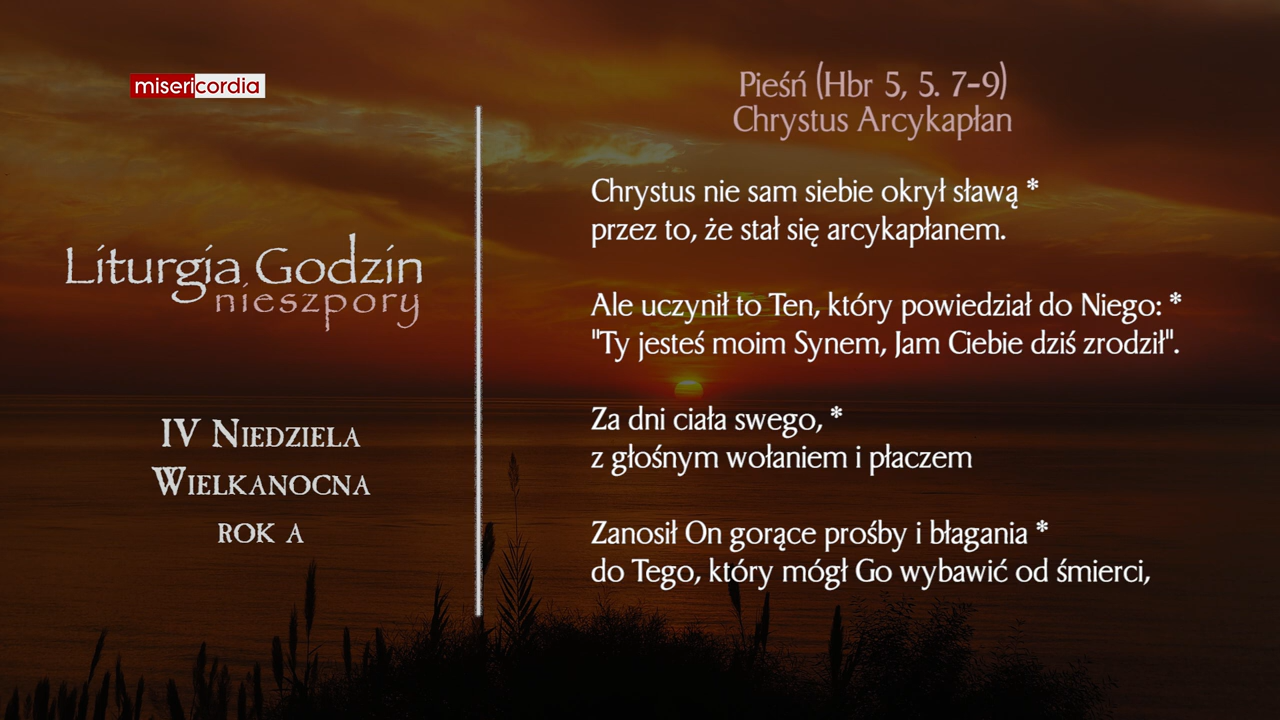 misericordia
Liturgia Godzin
nieszpory
IV Niedziela
Wielkanocna
rok A
Pieśń (Hbr 5, 5. 7-9)
Chrystus Arcykapłan
Chrystus nie sam siebie okrył sławą *
przez to, że stał się arcykapłanem.
Ale uczynił to Ten, który powiedział do Niego: *
"Ty jesteś moim Synem, Jam Ciebie dziś zrodził".
Za dni ciała swego, *
z głośnym wołaniem i płaczem
Zanosił On gorące prośby i błagania *
do Tego, który mógł Go wybawić od śmierci,